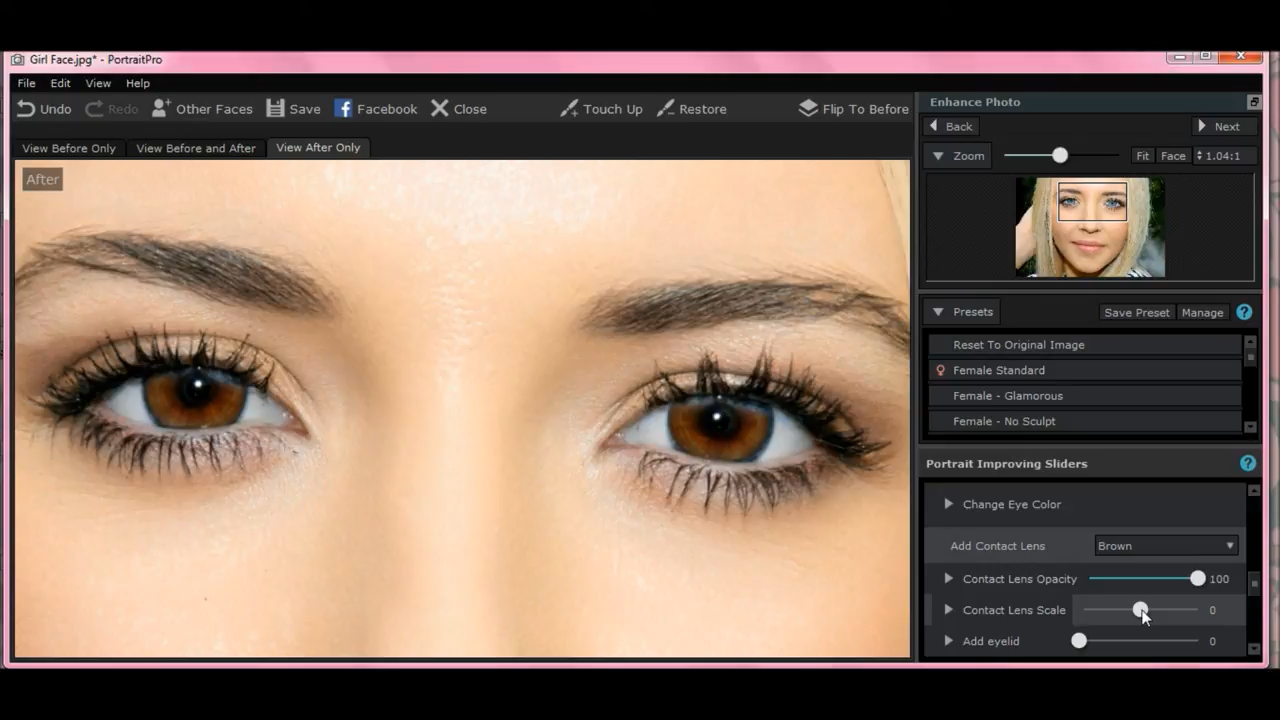 Girl Face.jpg* - PortraitPro
File Edit View Help
Undo Redo Other Faces Save Facebook Close Touch Up Restore Flip To Before
View Before Only View Before and After View After Only
After
Enhance Photo
Back Next
Zoom Fit Face 1.04:1
Presets Save Preset Manage ?
Reset To Original Image
Female Standard
Female - Glamorous
Female - No Sculpt
Portrait Improving Sliders ?
Change Eye Color
Add Contact Lens Brown
Contact Lens Opacity 100
Contact Lens Scale 0
Add eyelid 0